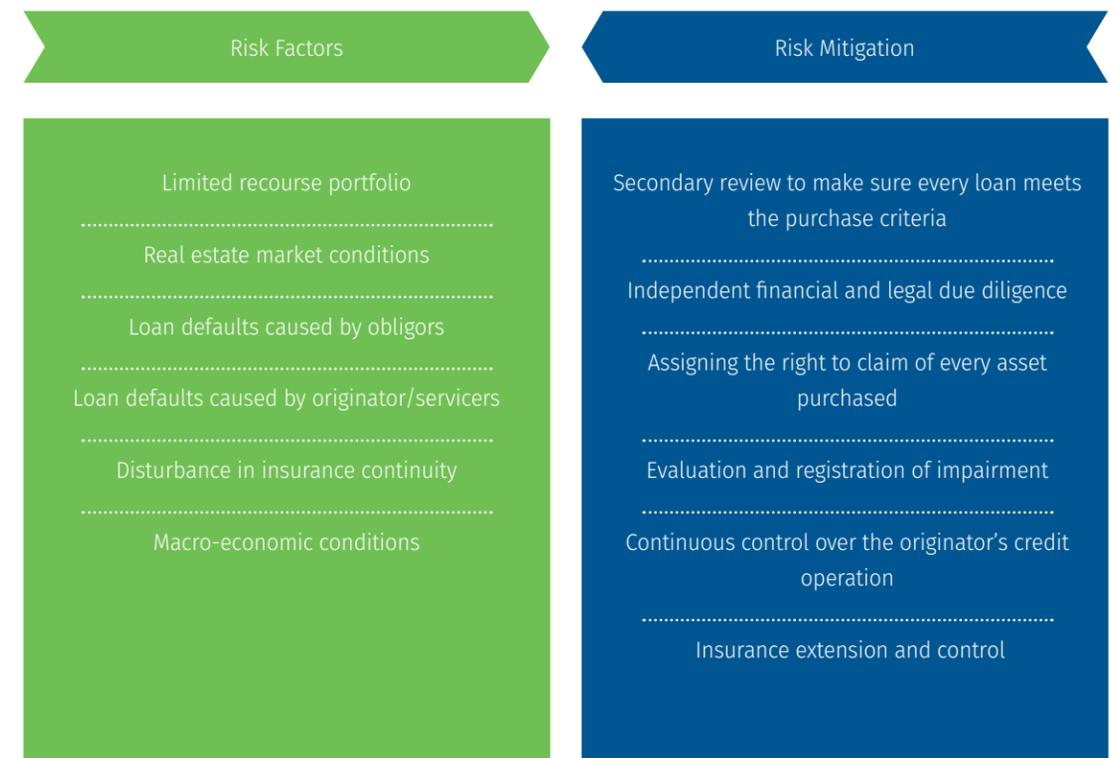 Risk Factors
Limited recourse portfolio
Real estate market conditions
Loan defaults caused by obligors
Loan defaults caused by originator/servicers
Disturbance in insurance continuity
Macro-economic conditions
Risk Mitigation
Secondary review to make sure every loan meets
the purchase criteria
Independent financial and legal due diligence
Assigning the right to claim of every asset
purchased
Evaluation and registration of impairment
Continuous control over the originator’s credit
operation
Insurance extension and control